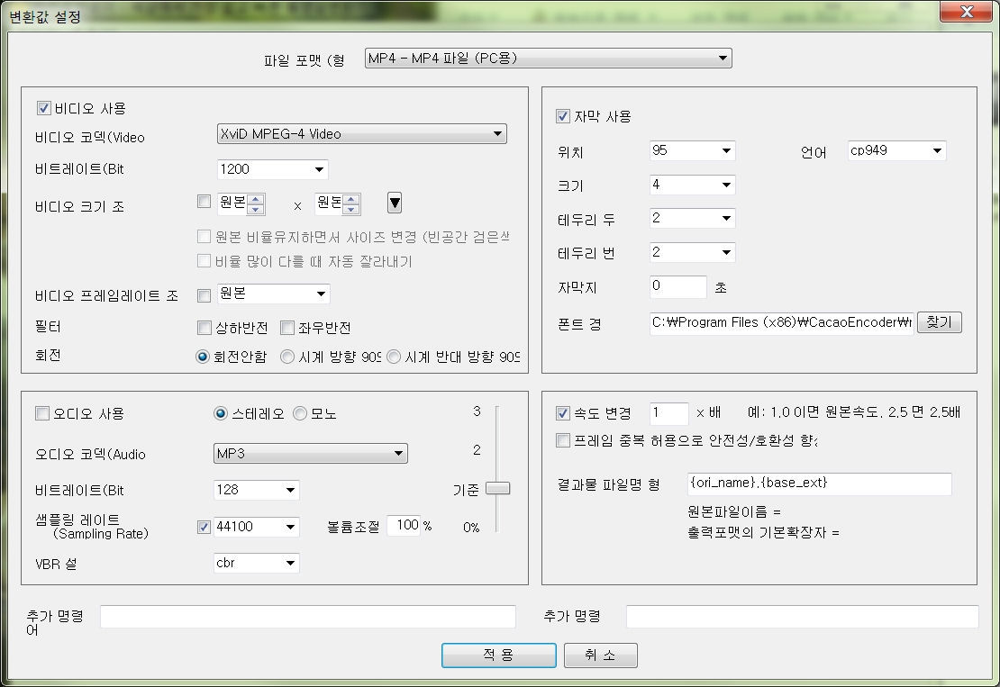 변환값 설정
파일 포맷 (형
MP4 - MP4 파일 (PC용)
비디오 사용
비디오 코덱(Video
XviD MPEG-4 Video
비트레이트(Bit
1200
비디오 크기 조
원본 x 원본
원본 비율유지하면서 사이즈 변경 (빈공간 검은색
비율 많이 다를 때 자동 잘라내기
비디오 프레임레이트 조
원본
필터
상하반전 좌우반전
회전
회전안함 시계 방향 90도 시계 반대 방향 90도
자막 사용
위치
95
언어
cp949
크기
4
테두리 두
2
테두리 번
2
자막지
0 초
폰트 경
C:\Program Files (x86)\CacaoEncoder\
찾기
오디오 사용
스테레오 모노
오디오 코덱(Audio
MP3
비트레이트(Bit
128
샘플링 레이트
(Sampling Rate)
44100
볼륨조절 100 %
VBR 설
cbr
3
2
기준
0%
속도 변경 1 x 배 예: 1.0 이면 원본속도, 2.5 면 2.5배
프레임 중복 허용으로 안전성/호환성 향상
결과물 파일명 형
{ori_name}.{base_ext}
원본파일이름 =
출력포맷의 기본확장자 =
추가 명령
어
추가 명령
적 용
취 소